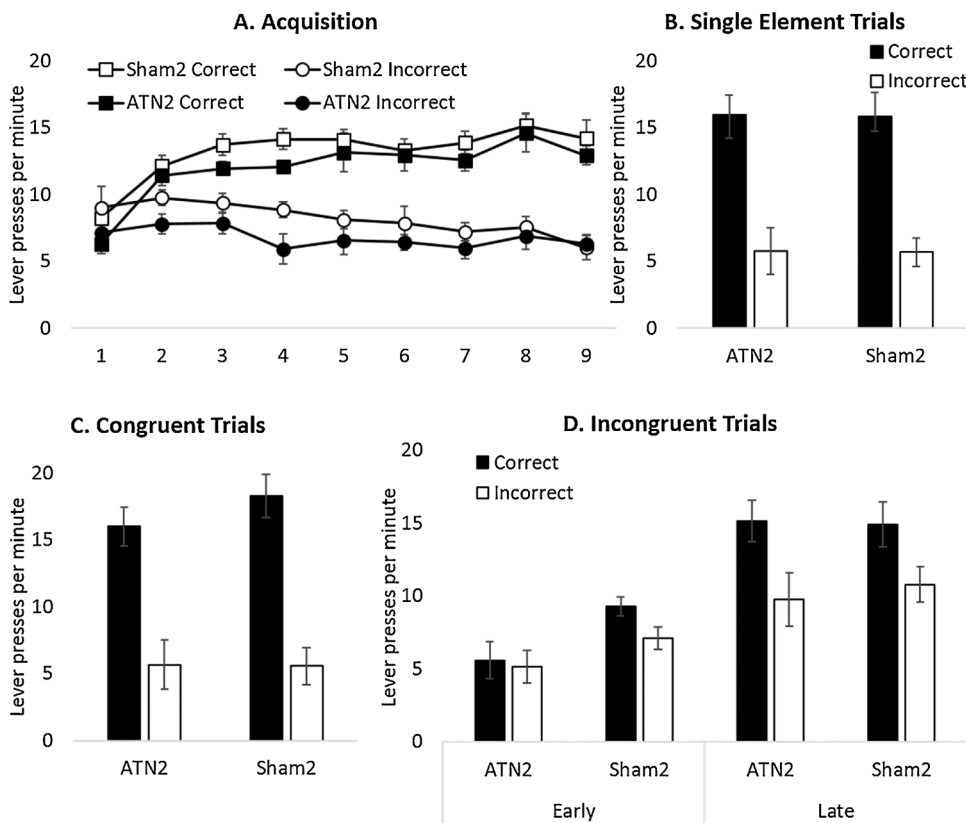 A. Acquisition
Lever presses per minute
20
15
10
5
0
Sham2 Correct
Sham2 Incorrect
ATN2 Correct
ATN2 Incorrect
1 2 3 4 5 6 7 8 9
B. Single Element Trials
Lever presses per minute
20
15
10
5
0
Correct
Incorrect
ATN2 Sham2
C. Congruent Trials
Lever presses per minute
20
15
10
5
0
ATN2 Sham2
D. Incongruent Trials
Lever presses per minute
20
15
10
5
0
Correct
Incorrect
ATN2 Sham2 ATN2 Sham2
Early Late